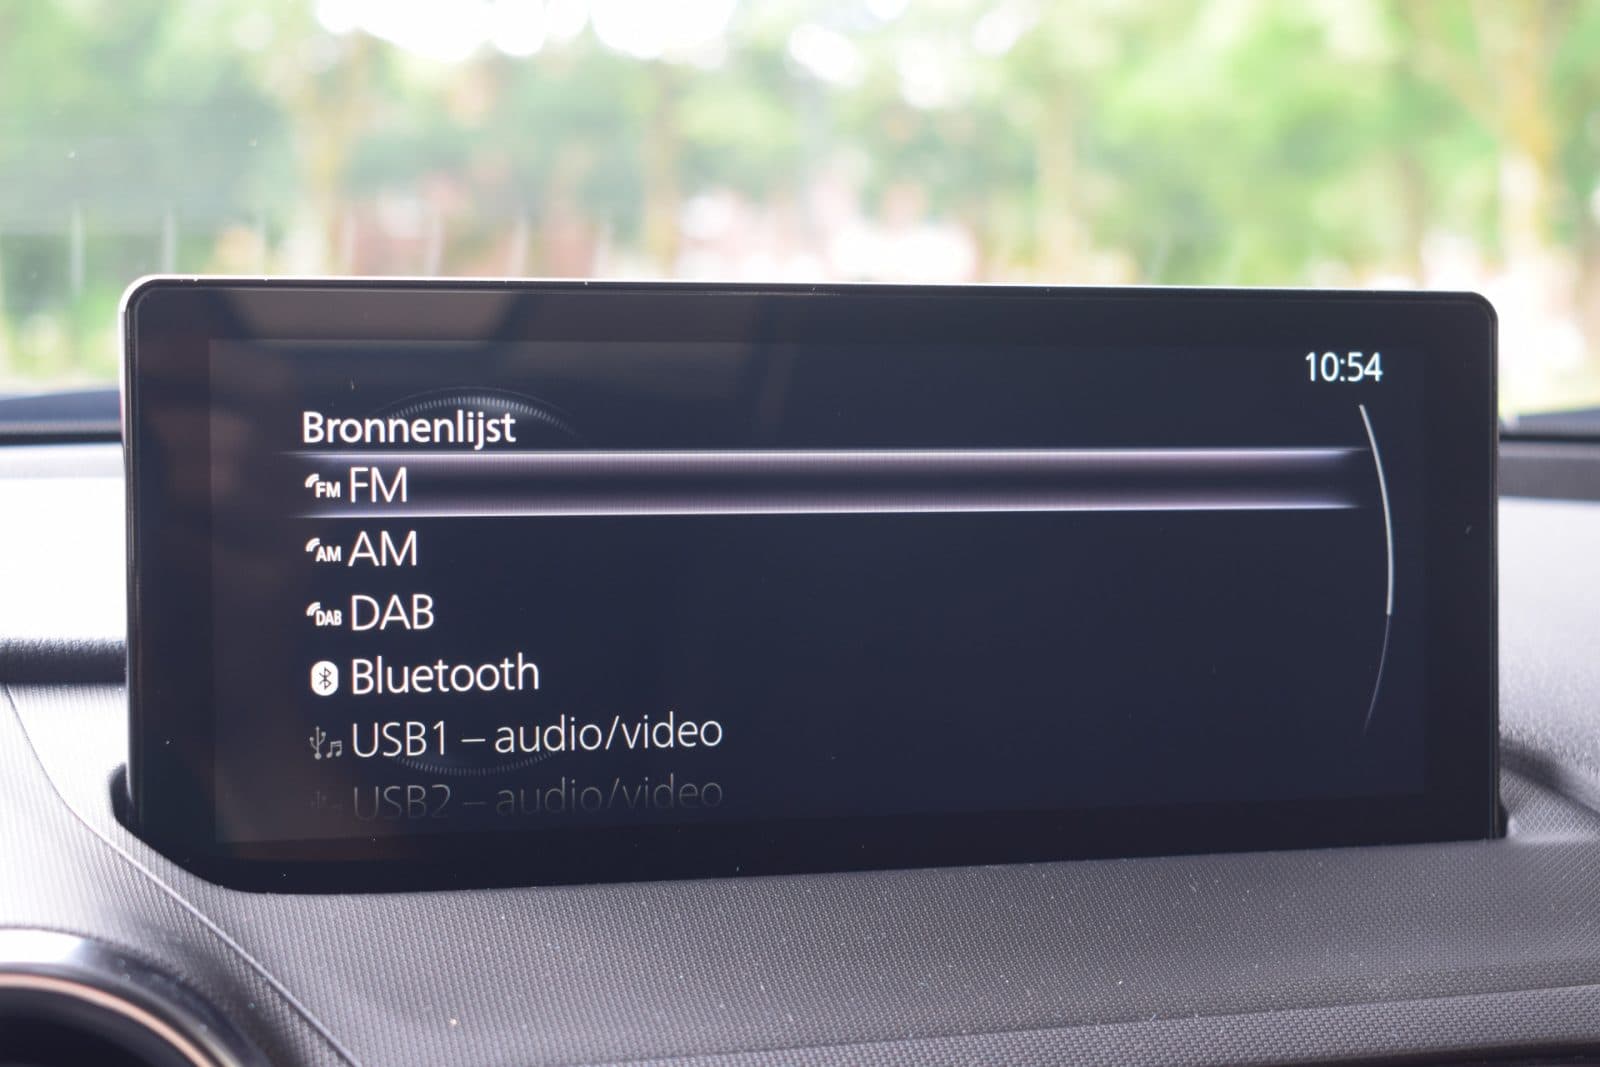 10:54
Bronnenlijst
FM FM
AM AM
DAB DAB
Bluetooth
USB1 – audio/video
USB2 – audio/video